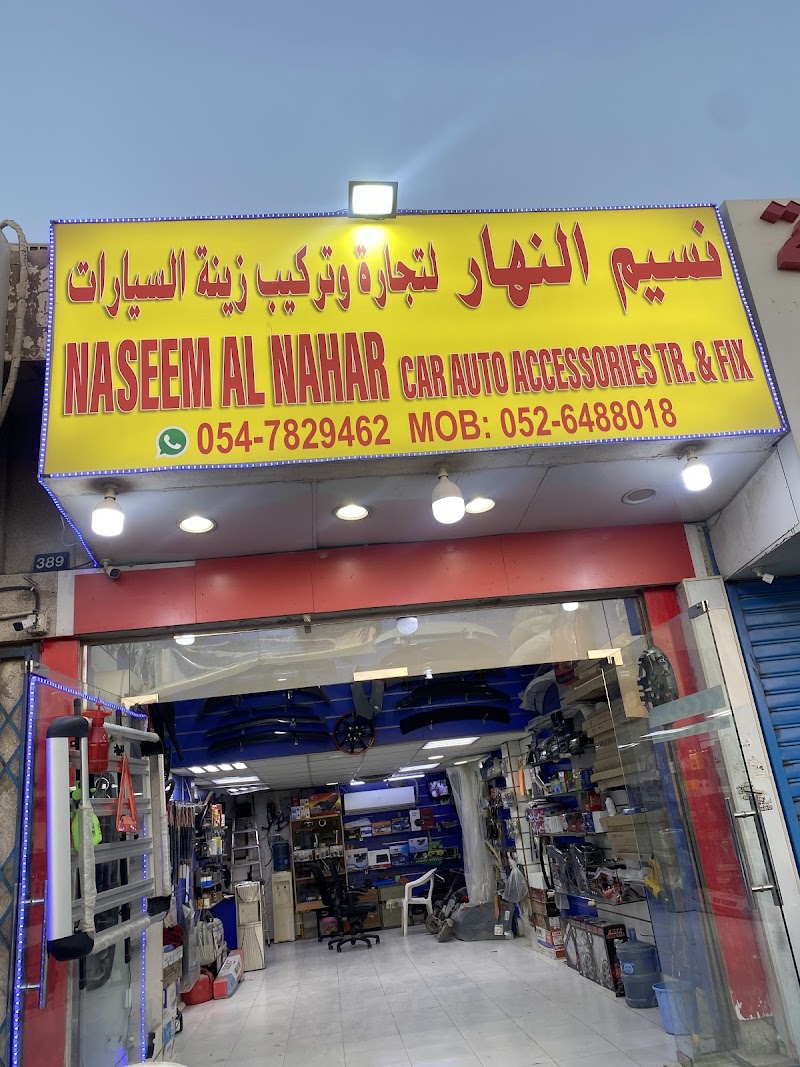 نسيم النهار لتجارة وتركيب زينة السيارات
NASEEM AL NAHAR CAR AUTO ACCESSORIES TR. & FIX
054-7829462 MOB: 052-6488018
389